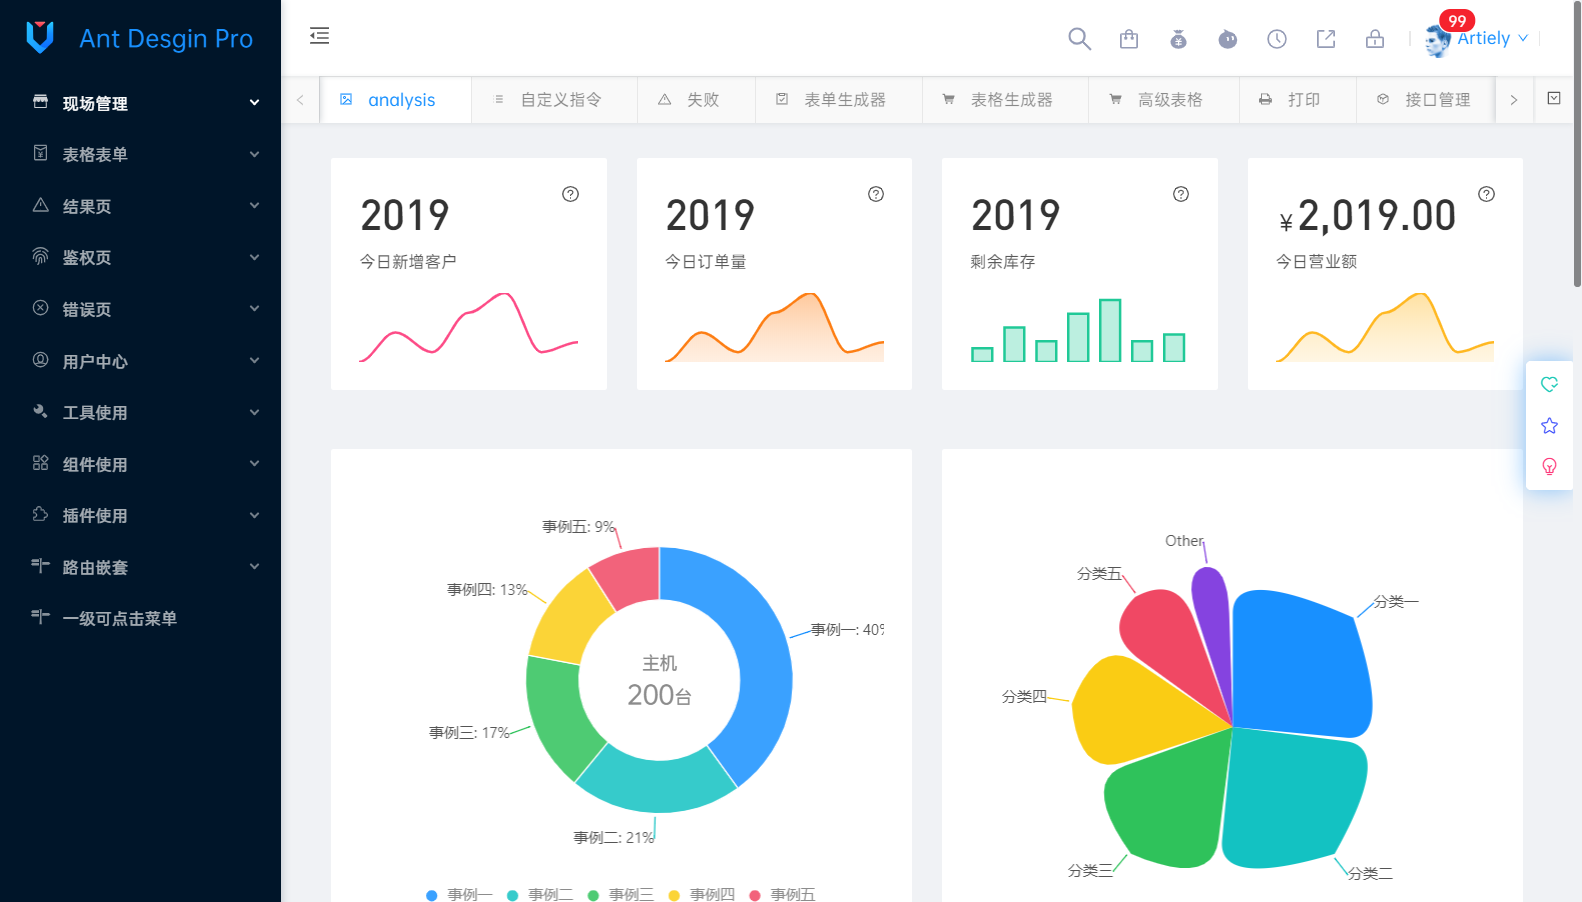 Ant Desgin Pro
现场管理
表格表单
结果页
鉴权页
错误页
用户中心
工具使用
组件使用
插件使用
路由嵌套
一级可点击菜单
99
Artiely
analysis
自定义指令
失败
表单生成器
表格生成器
高级表格
打印
接口管理
2019
今日新增客户
2019
今日订单量
2019
剩余库存
¥2,019.00
今日营业额
事例五: 9%
事例四: 13%
事例一: 40%
主机
200台
事例三: 17%
事例二: 21%
事例一
事例二
事例三
事例四
事例五
Other
分类五
分类一
分类四
分类三
分类二